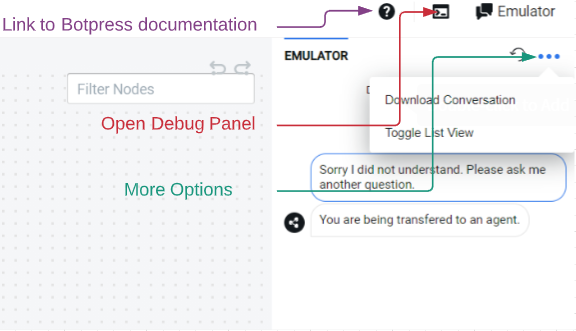 Link to Botpress documentation
Emulator
EMULATOR
Filter Nodes
Download Conversation
Open Debug Panel
Toggle List View
More Options
Sorry I did not understand. Please ask me
another question.
You are being transfered to an agent.